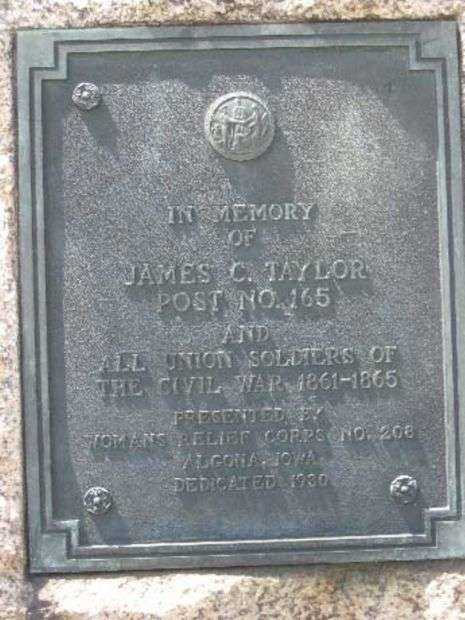 IN MEMORY
OF
JAMES C. TAYLOR
POST NO. 165
AND
ALL UNION SOLDIERS OF
THE CIVIL WAR 1861-1865
PRESENTED BY
WOMANS RELIEF CORPS NO. 208
ALGONA, IOWA
DEDICATED 1930